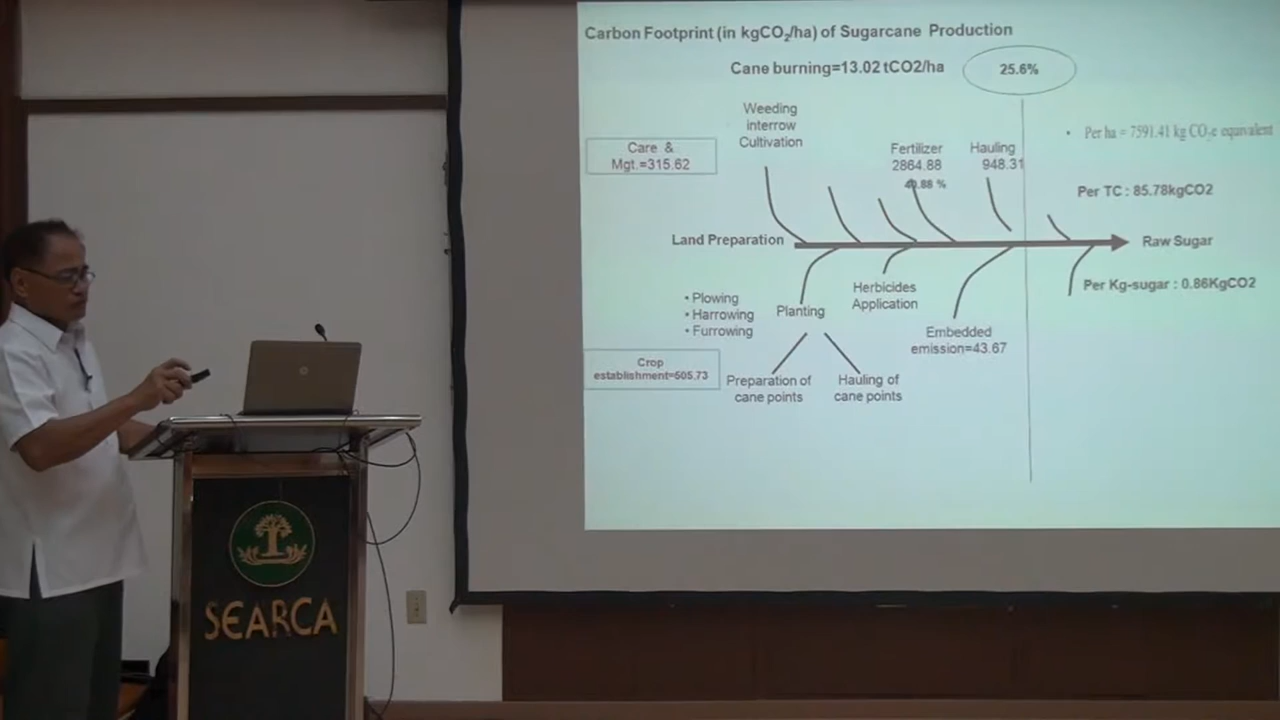 Carbon Footprint (in kgCO2/ha) of Sugarcane Production
Cane burning=13.02 tCO2/ha
25.6%
Weeding
interrow
Cultivation
Care &
Mgt.=315.62
Fertilizer
2864.88
Hauling
948.31
• Per ha = 7591.41 kg CO2e equivalent
Per TC : 85.78kgCO2
Land Preparation
Raw Sugar
• Plowing
• Harrowing
• Furrowing
Planting
Herbicides
Application
Per Kg-sugar : 0.86KgCO2
Embedded
emission=43.67
Crop
establishment=505.73
Preparation of
cane points
Hauling of
cane points
SEARCA